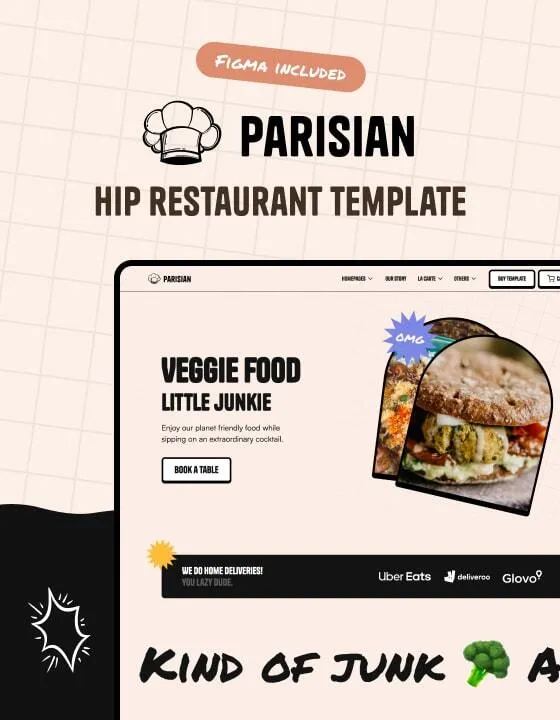 FIGMA INCLUDED
PARISIAN
HIP RESTAURANT TEMPLATE
PARISIAN
HOMEPAGES OUR STORY LA CARTE OTHERS BUY TEMPLATE
OMG
VEGGIE FOOD
LITTLE JUNKIE
Enjoy our planet friendly food while
sipping on an extraordinary cocktail.
BOOK A TABLE
WE DO HOME DELIVERIES!
YOU LAZY DUDE.
Uber Eats deliveroo Glovo
KIND OF JUNK A